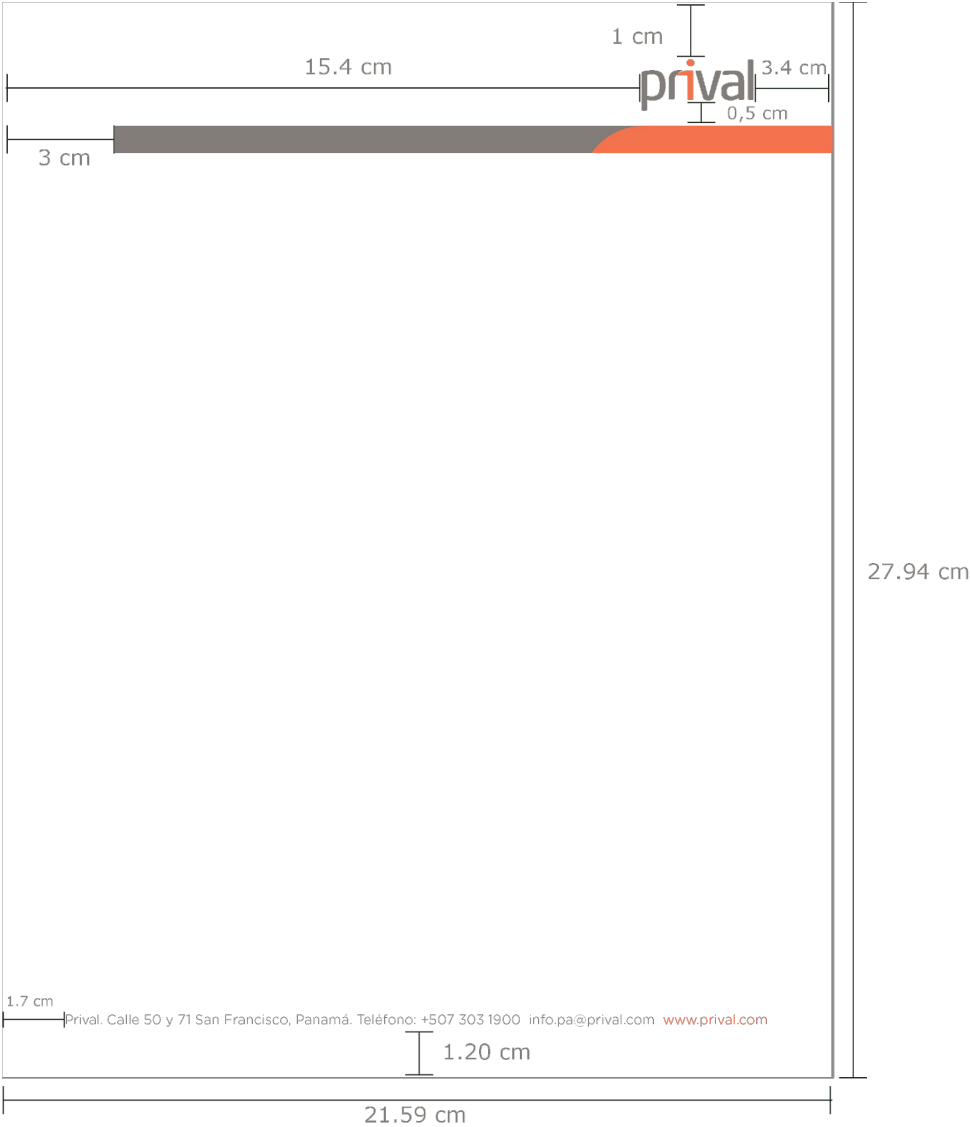 1 cm
15.4 cm
prival
3.4 cm
0,5 cm
3 cm
27.94 cm
1.7 cm
Prival. Calle 50 y 71 San Francisco, Panamá. Teléfono: +507 303 1900 info.pa@prival.com www.prival.com
1.20 cm
21.59 cm